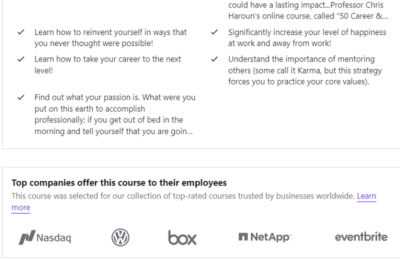 could have a lasting impact...Professor Chris
Haroun's online course, called "50 Career &...
Learn how to reinvent yourself in ways that
you never thought were possible!
Significantly increase your level of happiness
at work and away from work!
Learn how to take your career to the next
level!
Understand the importance of mentoring
others (some call it Karma, but this strategy
forces you to practice your core values).
Find out what your passion is. What were you
put on this earth to accomplish
professionally; if you get out of bed in the
morning and tell yourself that you are goin...
Top companies offer this course to their employees
This course was selected for our collection of top-rated courses trusted by businesses worldwide. Learn
more
Nasdaq
box
NetApp
eventbrite